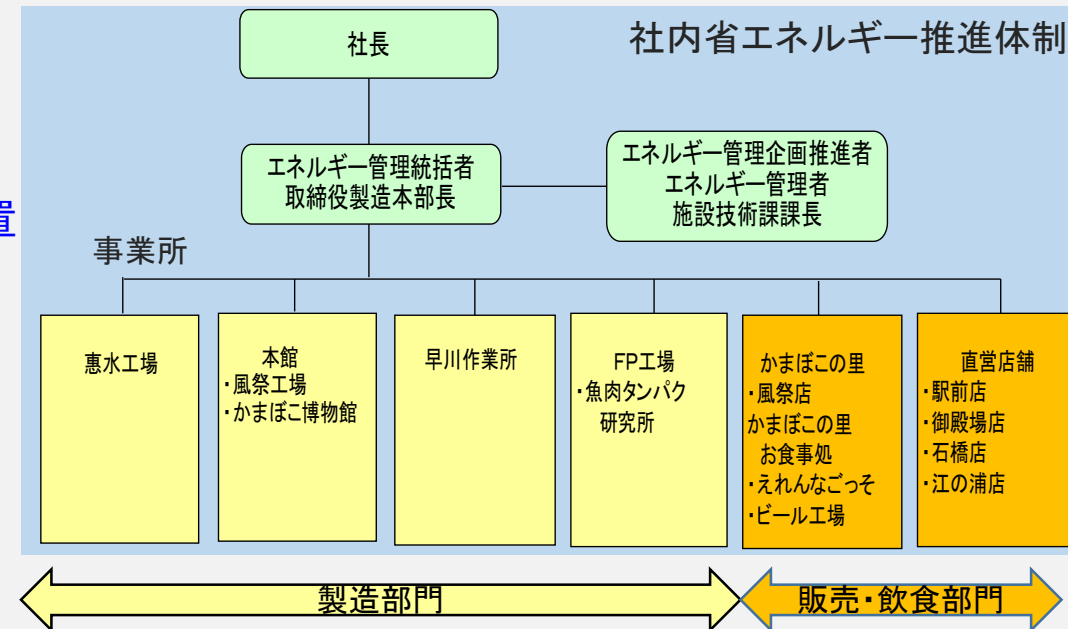 社内省エネルギー推進体制
社長
エネルギー管理統括者
取締役製造本部長
エネルギー管理企画推進者
エネルギー管理者
施設技術課課長
置
事業所
恵水工場
本館
・風祭工場
・かまぼこ博物館
早川作業所
FP工場
・魚肉タンパク
研究所
かまぼこの里
・風祭店
かまぼこの里
お食事処
・えれんなごっそ
・ビール工場
直営店舗
・駅前店
・御殿場店
・石橋店
・江の浦店
製造部門
販売・飲食部門